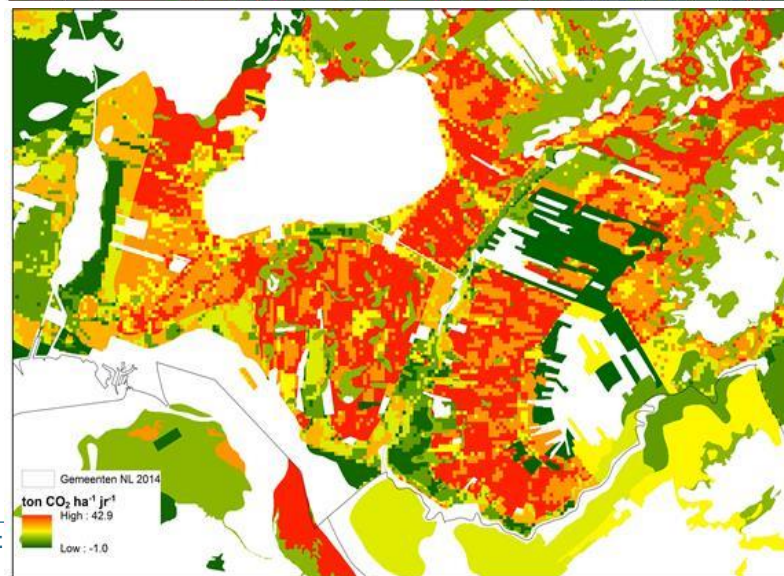 Gemeenten NL 2014
ton CO₂ ha⁻¹ jr⁻¹
High : 42.9
Low : -1.0